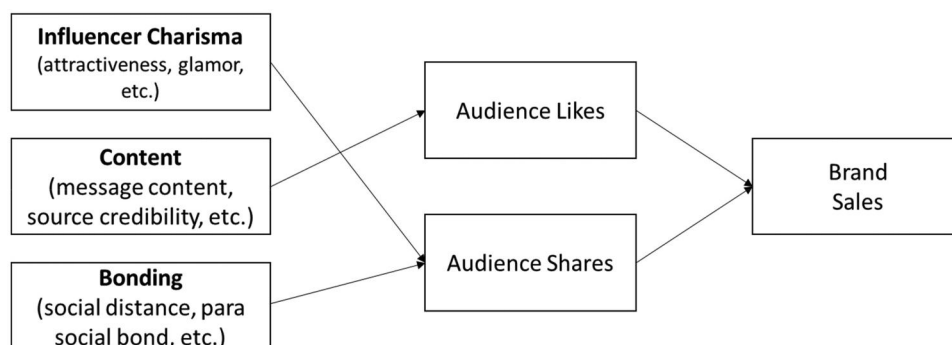 Influencer Charisma
(attractiveness, glamor,
etc.)
Content
(message content,
source credibility, etc.)
Bonding
(social distance, para
social bond, etc.)
Audience Likes
Audience Shares
Brand
Sales